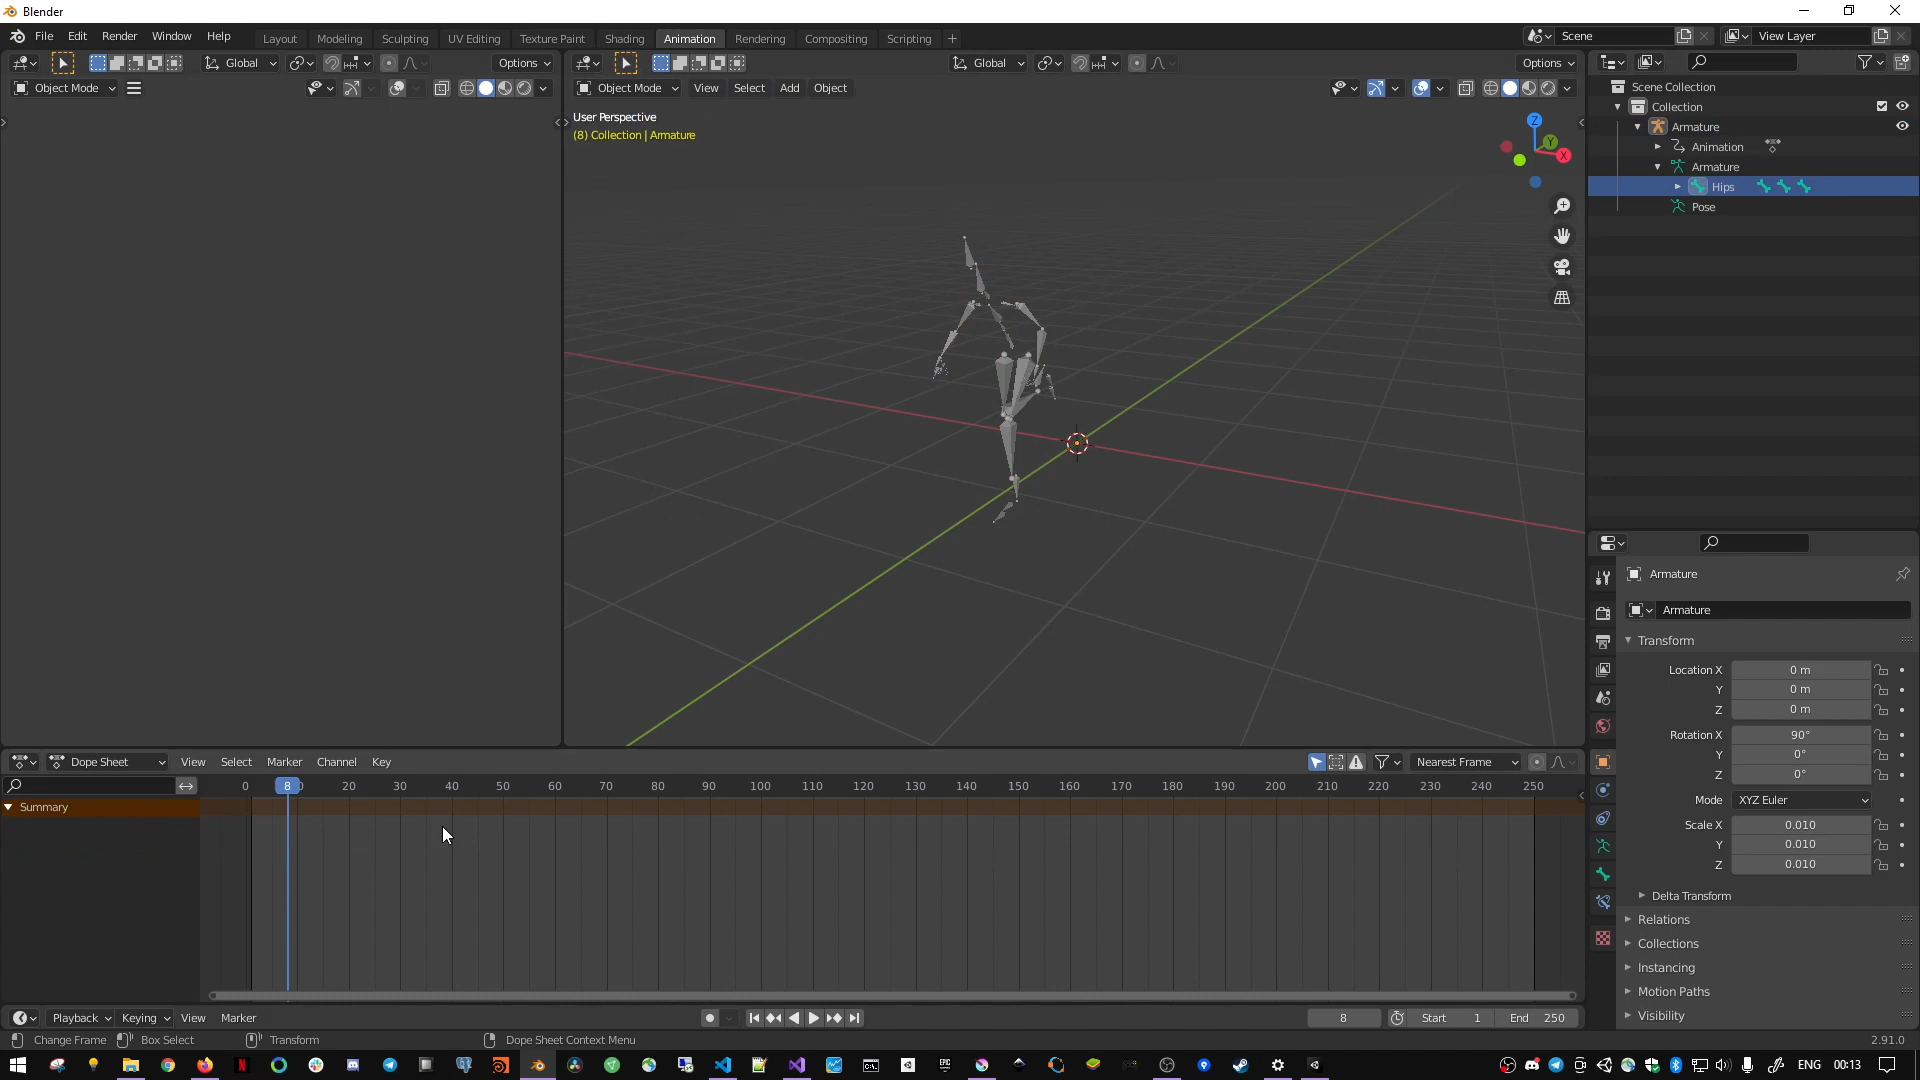 Blender
File Edit Render Window Help
Layout Modeling Sculpting UV Editing Texture Paint Shading Animation Rendering Compositing Scripting
Scene
View Layer
Global
Options
Global
Options
Object Mode
Object Mode View Select Add Object
User Perspective
(8) Collection | Armature
Z
Y
X
Scene Collection
Collection
Armature
Animation
Armature
Hips
Pose
Armature
Armature
Transform
Location X 0 m
Y 0 m
Z 0 m
Rotation X 90°
Y 0°
Z 0°
Mode XYZ Euler
Scale X 0.010
Y 0.010
Z 0.010
Delta Transform
Relations
Collections
Instancing
Motion Paths
Visibility
Dope Sheet View Select Marker Channel Key
Nearest Frame
0 8 20 30 40 50 60 70 80 90 100 110 120 130 140 150 160 170 180 190 200 210 220 230 240 250
Summary
Playback Keying View Marker
8 Start 1 End 250
Change Frame Box Select Transform Dope Sheet Context Menu
2.91.0
ENG 00:13